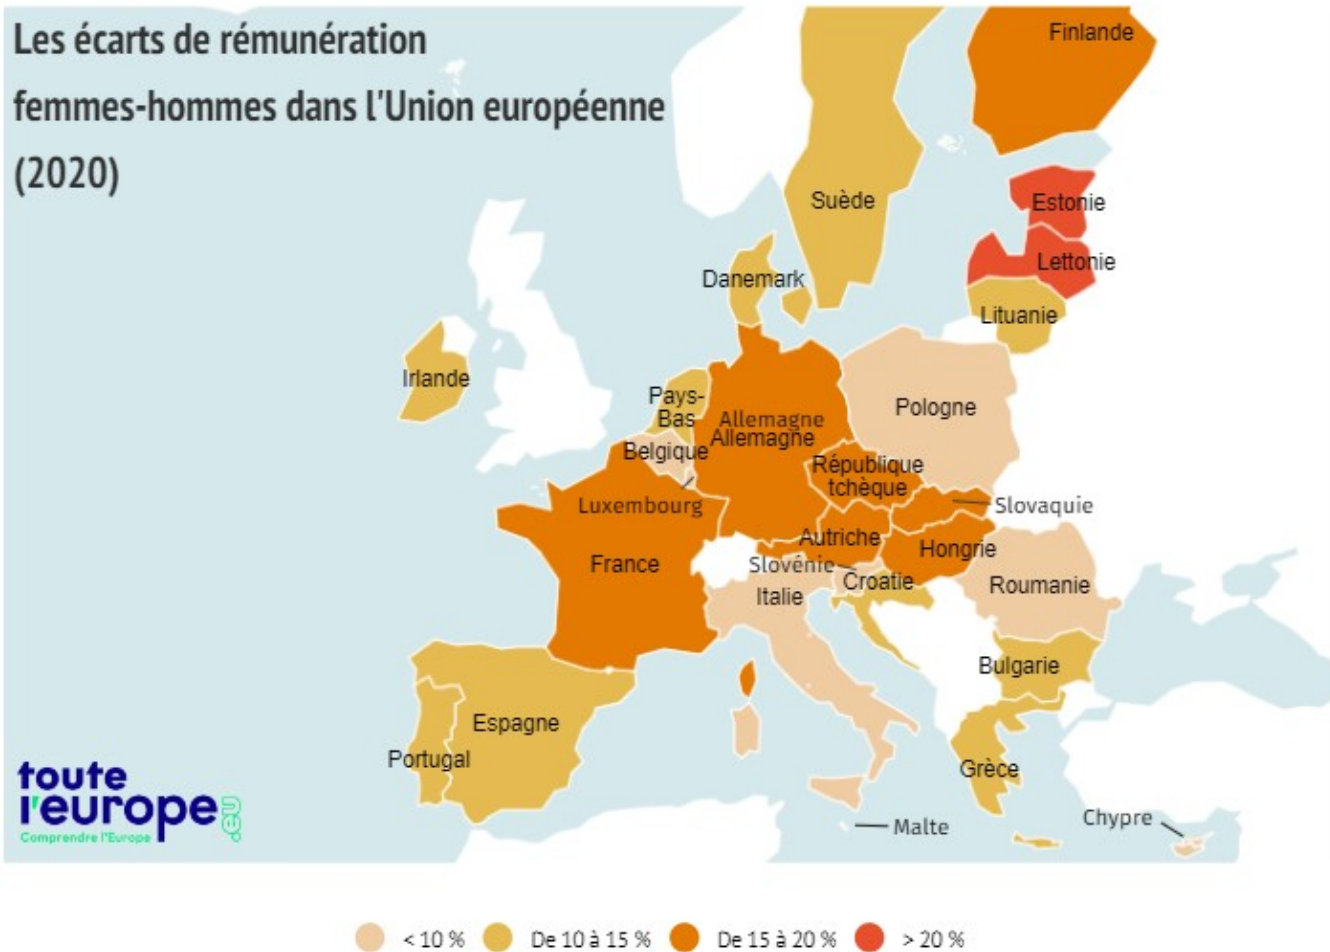 Les écarts de rémunération
femmes-hommes dans l'Union européenne
(2020)
Finlande
Suède
Estonie
Lettonie
Danemark
Lituanie
Irlande
Pays-
Bas
Pologne
Allemagne
Allemagne
Belgique
République
tchèque
Luxembourg
Slovaquie
Autriche
Hongrie
France
Slovénie
Croatie
Roumanie
Italie
Bulgarie
Espagne
Portugal
Grèce
Malte
Chypre
toute
l'europe.eu
Comprendre l'Europe
< 10 %
De 10 à 15 %
De 15 à 20 %
> 20 %